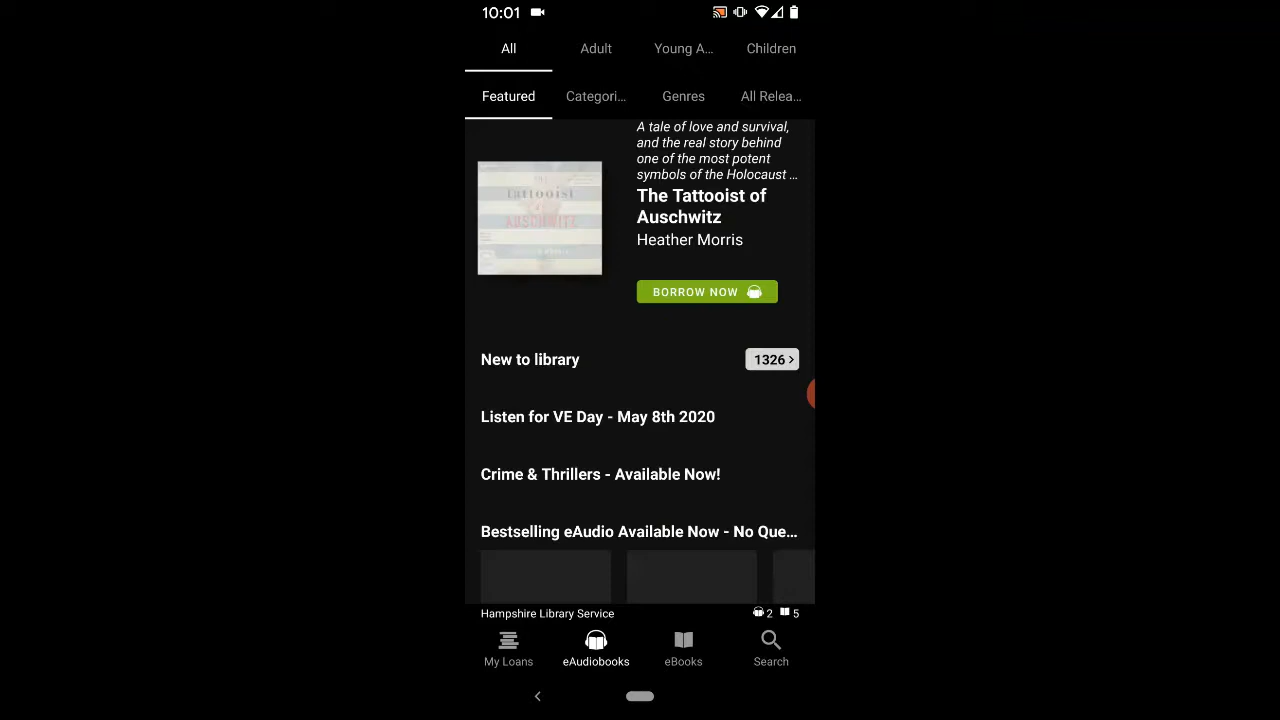 10:01
All Adult Young A... Children
Featured Categori... Genres All Relea...
A tale of love and survival,
and the real story behind
one of the most potent
symbols of the Holocaust ...
The Tattooist of
Auschwitz
Heather Morris
tattooist
AUSCHWITZ
BORROW NOW
New to library 1326 >
Listen for VE Day - May 8th 2020
Crime & Thrillers - Available Now!
Bestselling eAudio Available Now - No Que...
Hampshire Library Service 2 5
My Loans eAudiobooks eBooks Search